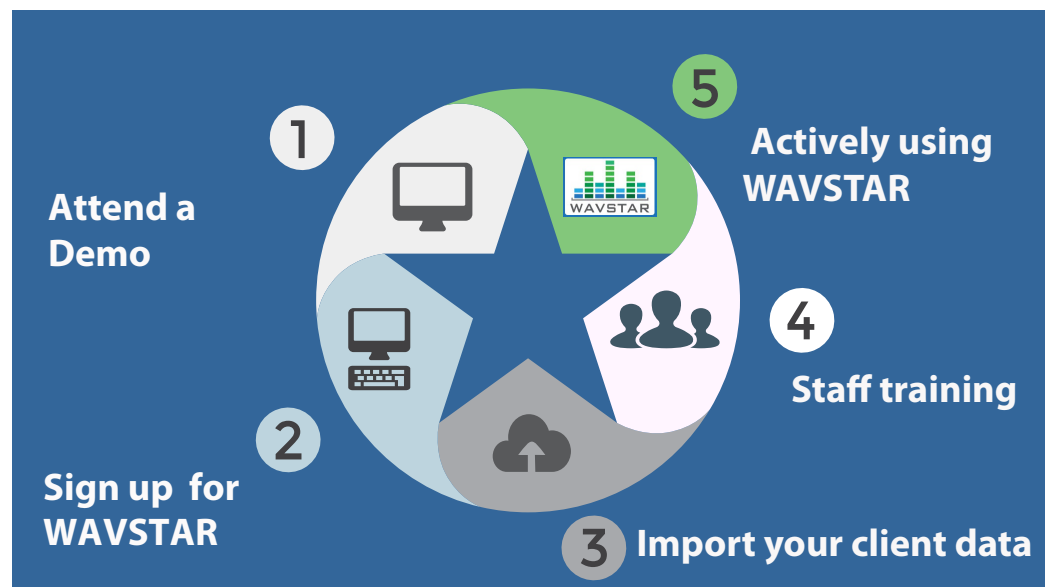 1
Attend a
Demo
2
Sign up for
WAVSTAR
3
Import your client data
4
Staff training
5
Actively using
WAVSTAR
WAVSTAR